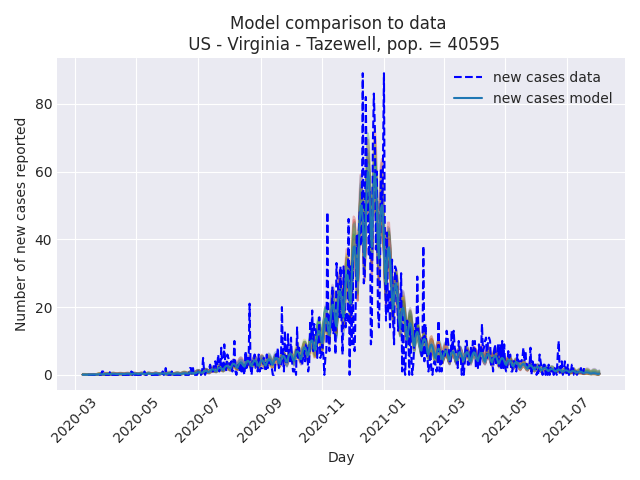 Model comparison to data
US - Virginia - Tazewell, pop. = 40595
new cases data
new cases model
Number of new cases reported
80
60
40
20
0
2020-03
2020-05
2020-07
2020-09
2020-11
2021-01
2021-03
2021-05
2021-07
Day